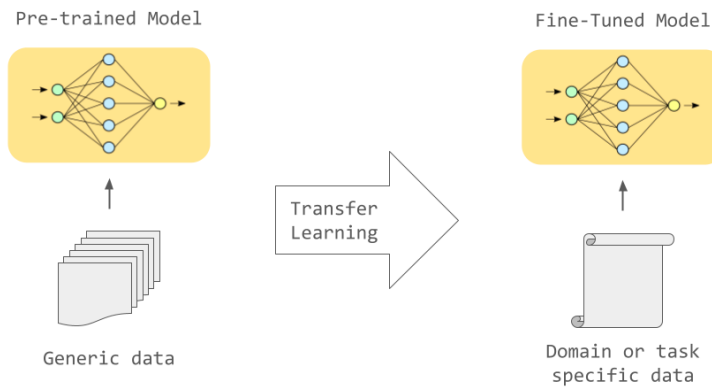 Pre-trained Model
Fine-Tuned Model
Transfer
Learning
Generic data
Domain or task
specific data